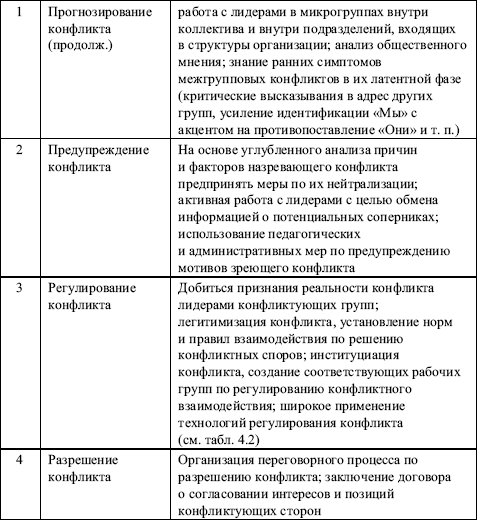 1 Прогнозирование работа с лидерами в микрогруппах внутри
конфликта коллектива и внутри подразделений, входящих
(продолж.) в структуры организации; анализ общественного
мнения; знание ранних симптомов
межгрупповых конфликтов в их латентной фазе
(критические высказывания в адрес других
групп, усиление идентификации «Мы» с
акцентом на противопоставление «Они» и т. п.)
2 Предупреждение На основе углубленного анализа причин
конфликта и факторов назревающего конфликта
предпринять меры по их нейтрализации;
активная работа с лидерами с целью обмена
информацией о потенциальных соперниках;
использование педагогических
и административных мер по предупреждению
мотивов зреющего конфликта
3 Регулирование Добиться признания реальности конфликта
конфликта лидерами конфликтующих групп;
легитимизация конфликта, установление норм
и правил взаимодействия по решению
конфликтных споров; институциация
конфликта, создание соответствующих рабочих
групп по регулированию конфликтного
взаимодействия; широкое применение
технологий регулирования конфликта
(см. табл. 4.2)
4 Разрешение Организация переговорного процесса по
конфликта разрешению конфликта; заключение договора
о согласовании интересов и позиций
конфликтующих сторон